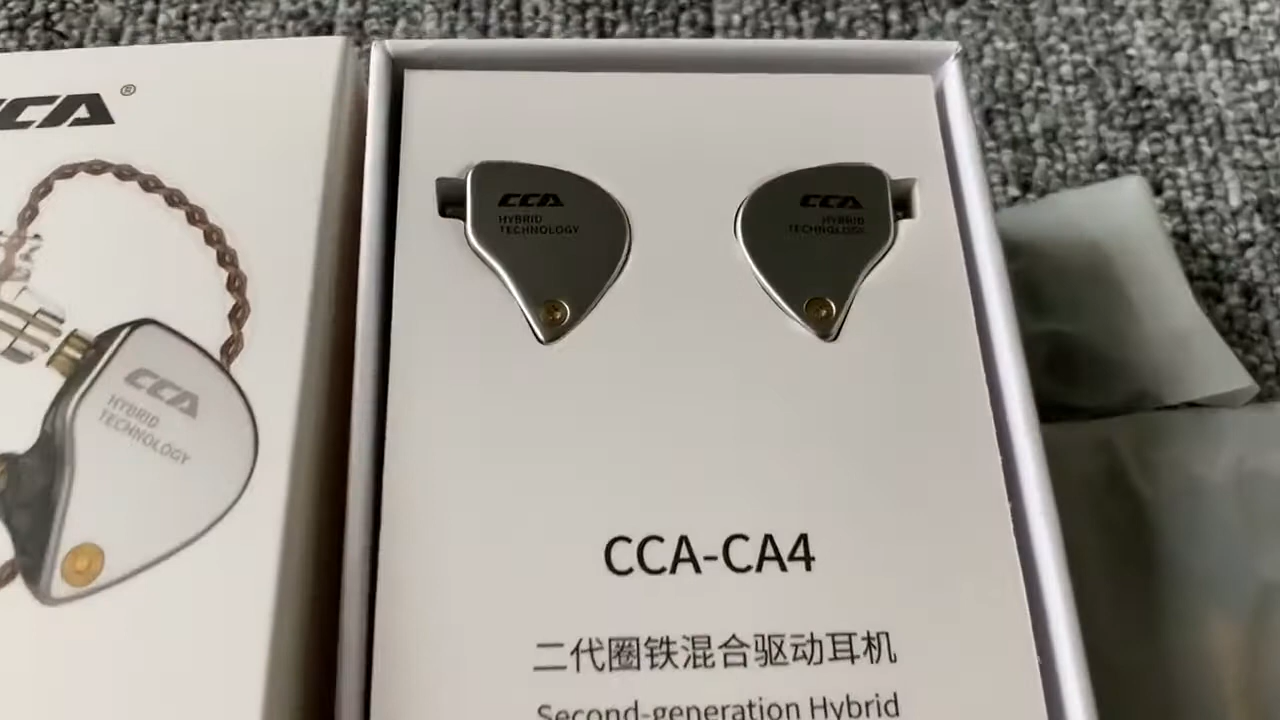 CCA®
CCA
HYBRID
TECHNOLOGY
CCA
HYBRID
TECHNOLOGY
CCA
HYBRID
TECHNOLOGY
CCA-CA4
二代圈铁混合驱动耳机
Second-generation Hybrid